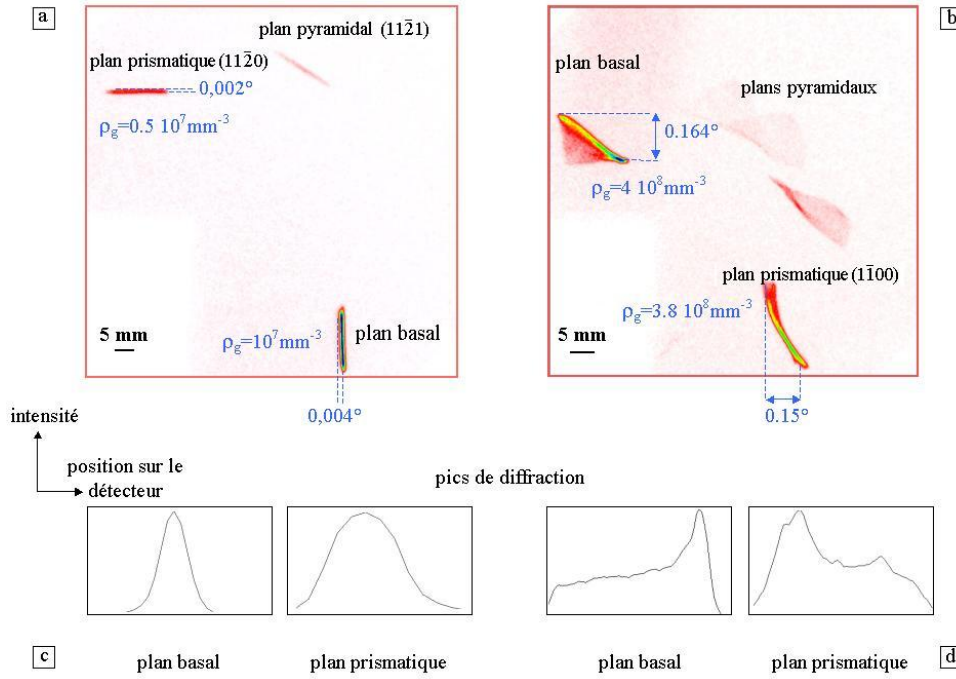 a
plan pyramidal (112̄1)
plan prismatique (112̄0)
0,002°
ρg=0.5 10⁷mm⁻³
5 mm
ρg=10⁷mm⁻³
plan basal
0,004°
b
plan basal
plans pyramidaux
0.164°
ρg=4 10⁸mm⁻³
plan prismatique (11̄00)
ρg=3.8 10⁸mm⁻³
5 mm
0.15°
intensité
position sur le
détecteur
pics de diffraction
c
plan basal
plan prismatique
plan basal
plan prismatique
d